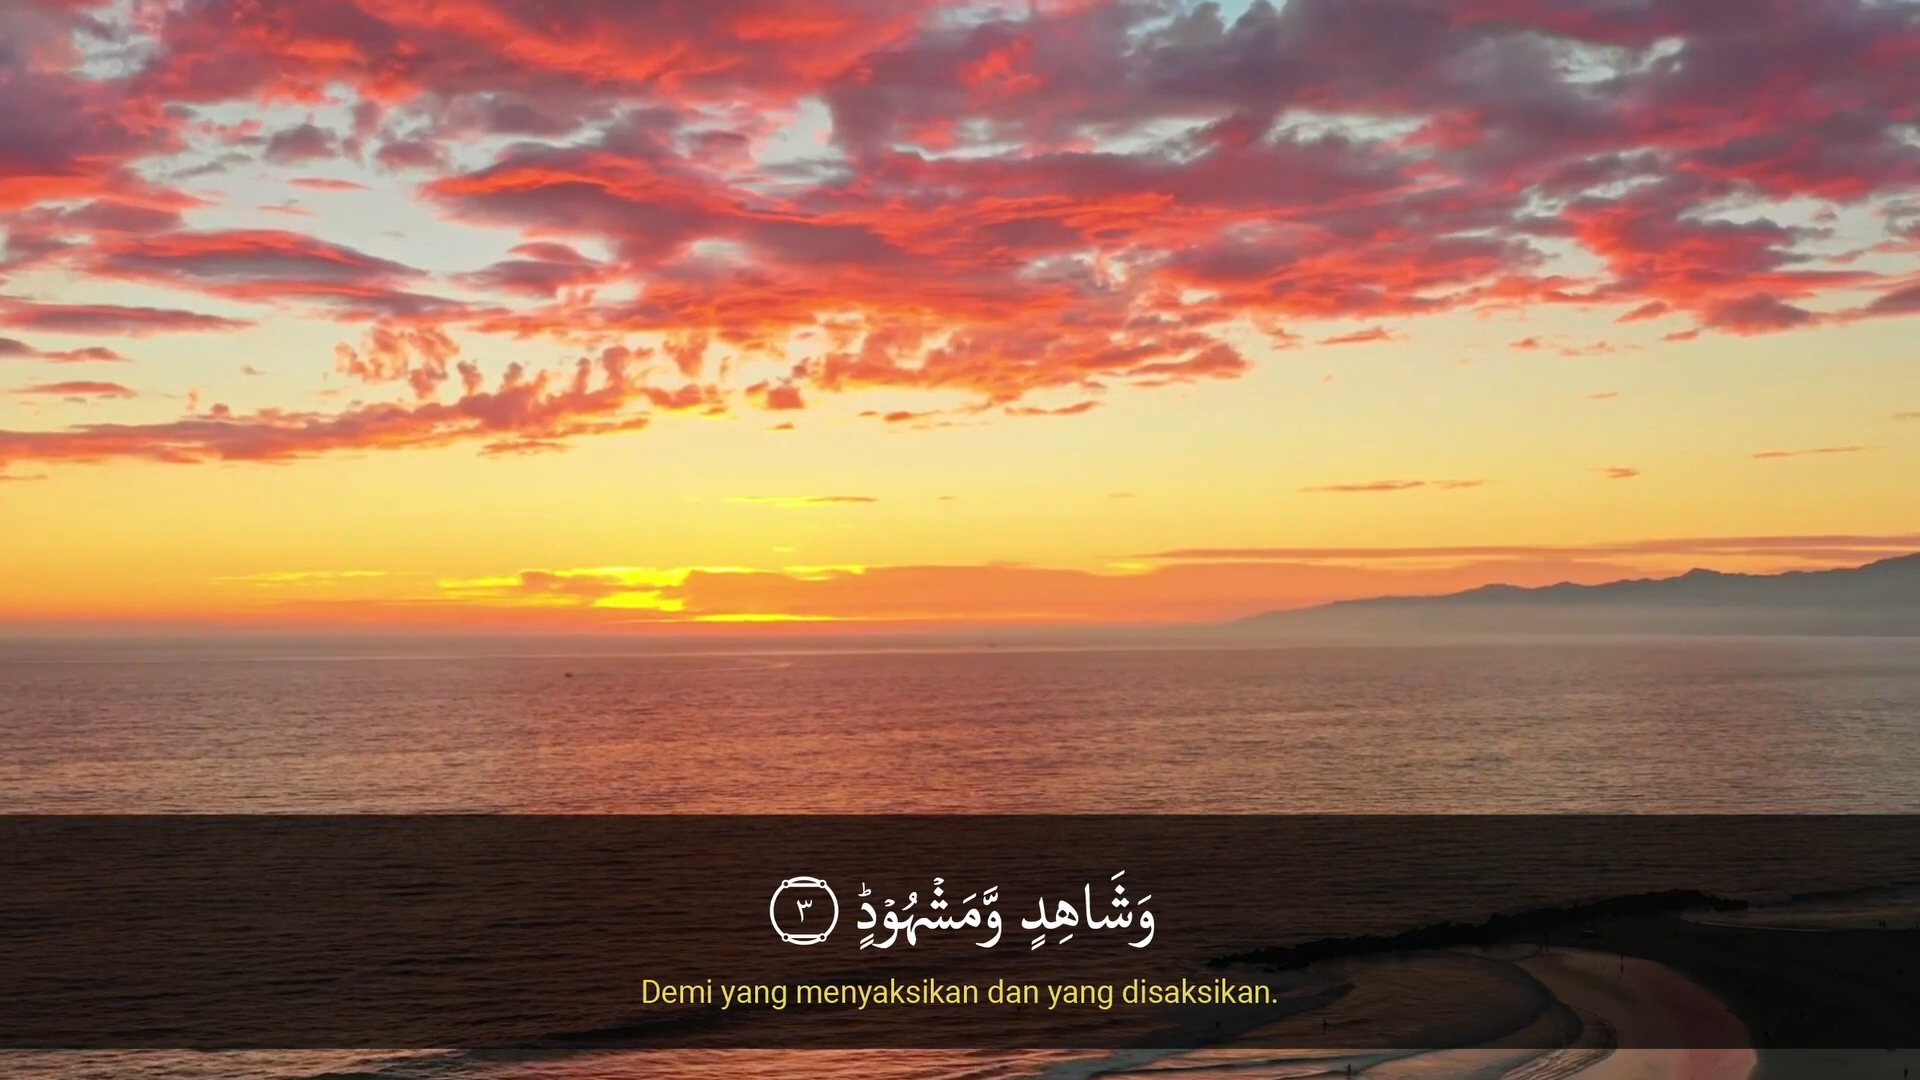 وَشَاهِدٍ وَّمَشْهُوْدٍۗ ٣
Demi yang menyaksikan dan yang disaksikan.